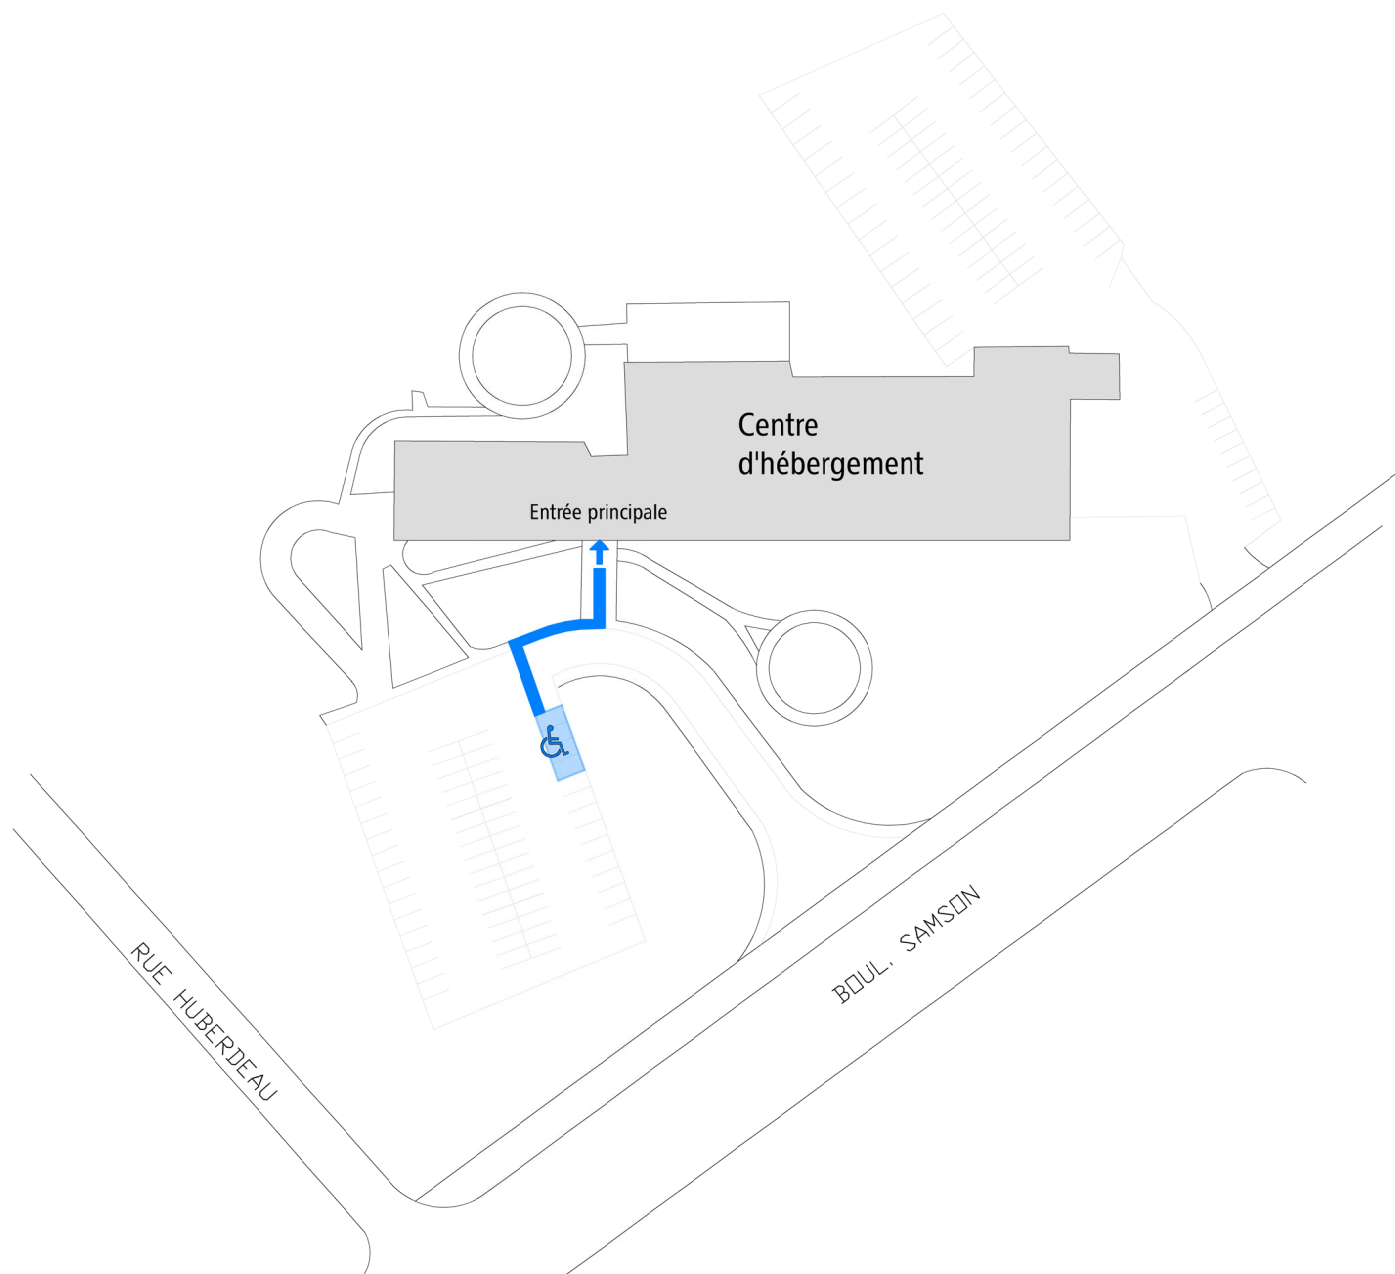 Centre
d'hébergement
Entrée principale
BOUL. SAMSON
RUE HUBERDEAU